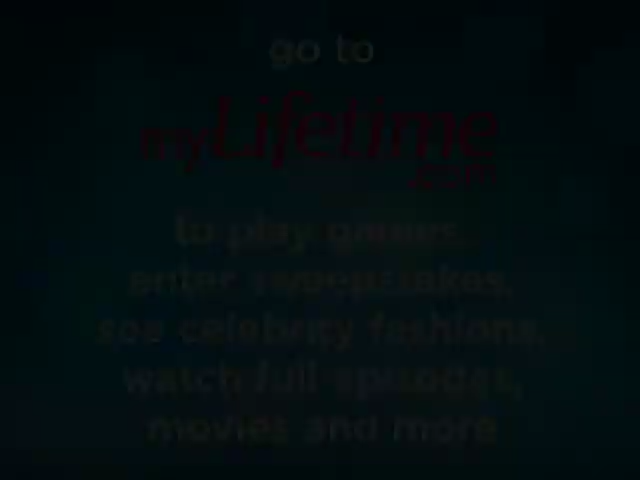 go to
myLifetime
.com
to play games,
enter sweepstakes,
see celebrity fashions,
watch full episodes,
movies and more